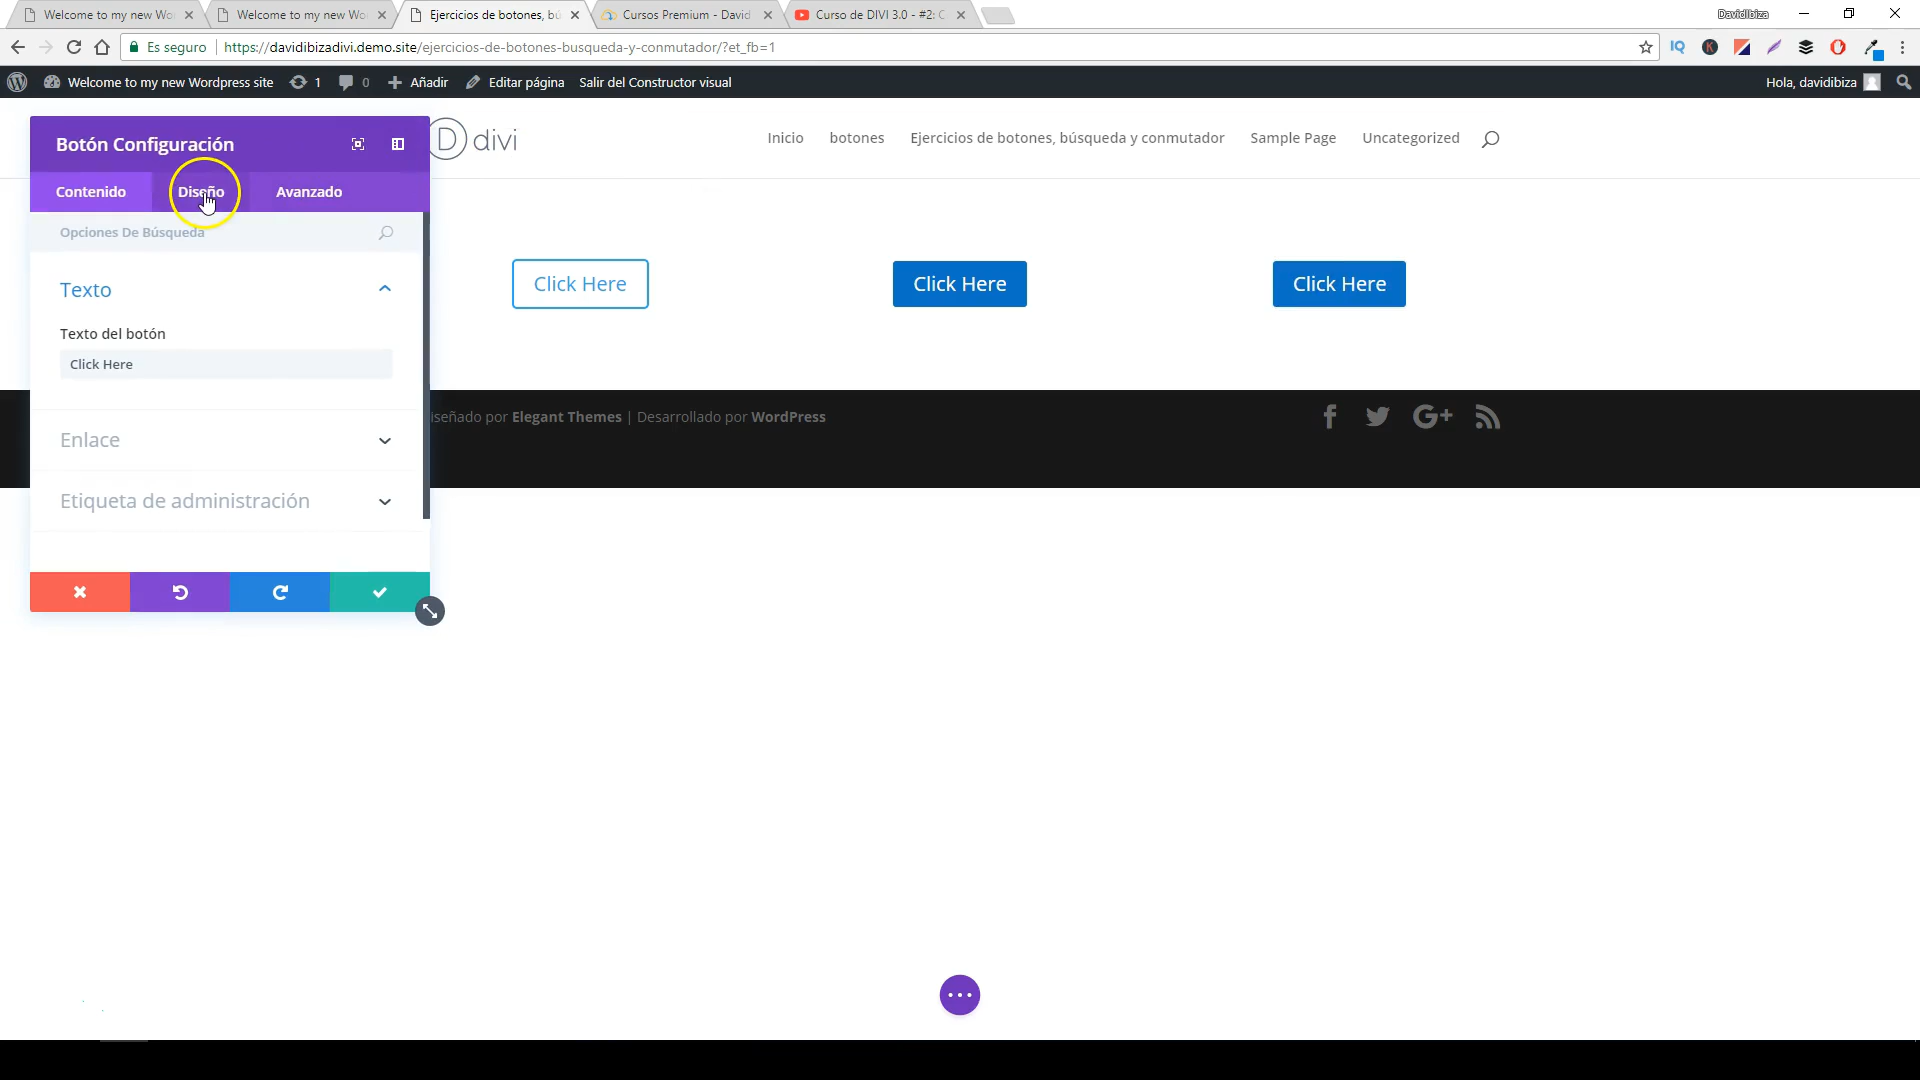 Welcome to my new Wo
Welcome to my new Wo
Ejercicios de botones, bú
Cursos Premium - David
Curso de DIVI 3.0 - #2: C
DavidIbiza
Es seguro
https://davidibizadivi.demo.site/ejercicios-de-botones-busqueda-y-conmutador/?et_fb=1
IQ
K
Welcome to my new Wordpress site
1
0
Añadir
Editar página
Salir del Constructor visual
Hola, davidibiza
Botón Configuración
D divi
Inicio
botones
Ejercicios de botones, búsqueda y conmutador
Sample Page
Uncategorized
Contenido
Diseño
Avanzado
Opciones De Búsqueda
Texto
Click Here
Click Here
Click Here
Texto del botón
Click Here
señado por Elegant Themes | Desarrollado por WordPress
G+
Enlace
Etiqueta de administración